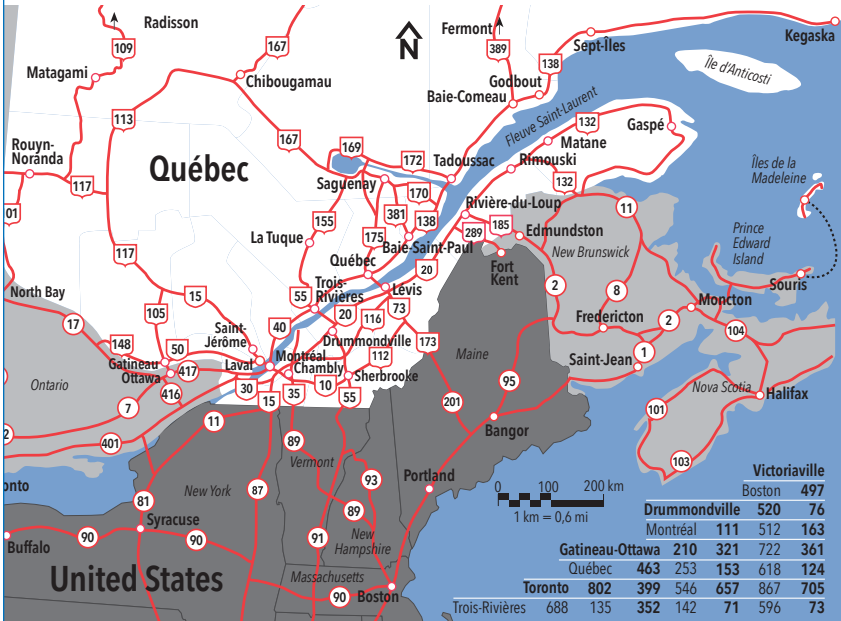 Radisson
Fermont
Kegaska
109
167
389
138
Sept-Îles
Matagami
Chibougamau
Godbout
Île d'Anticosti
N
Baie-Comeau
113
167
Fleuve Saint-Laurent
132
Gaspé
Matane
Rouyn-
Noranda
169
172
Tadoussac
Rimouski
Îles de la
Madeleine
Québec
117
Saguenay
170
132
01
155
381
138
Rivière-du-Loup
11
La Tuque
175
Baie-Saint-Paul
289
185
Edmundston
Prince
Edward
Island
117
Québec
20
Fort
Kent
New Brunswick
North Bay
15
55
Trois-
Rivières
Lévis
2
8
Souris
105
73
Moncton
17
40
20
116
Fredericton
2
104
148
50
Saint-
Jérôme
Drummondville
173
Maine
1
Gatineau
Ottawa
417
Laval
Montréal
Chambly
112
Sherbrooke
Saint-Jean
Ontario
416
30
15
35
10
55
95
Nova Scotia
Halifax
7
201
101
11
89
Bangor
2
401
103
Vermont
onto
93
Portland
81
New York
87
89
0 100 200 km
1 km = 0,6 mi
Syracuse
90
90
91
New
Hampshire
Buffalo
United States
Massachusetts
90
Boston
Victoriaville
Boston 497
Drummondville 520 76
Montréal 111 512 163
Gatineau-Ottawa 210 321 722 361
Québec 463 253 153 618 124
Toronto 802 399 546 657 867 705
Trois-Rivières 688 135 352 142 71 596 73